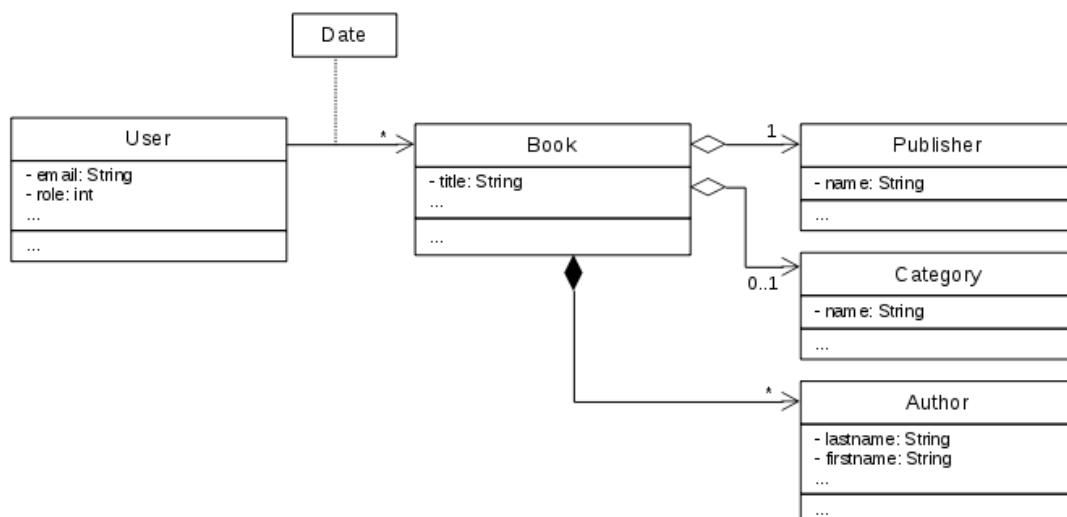 Date
User
- email: String
- role: int
...
...
*
Book
- title: String
...
...
1
Publisher
- name: String
...
0..1
Category
- name: String
...
*
Author
- lastname: String
- firstname: String
...
...